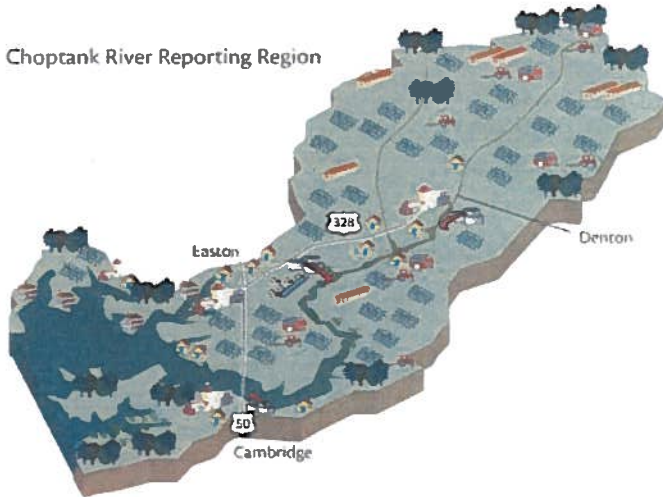 Choptank River Reporting Region
328
Easton
Denton
50
Cambridge